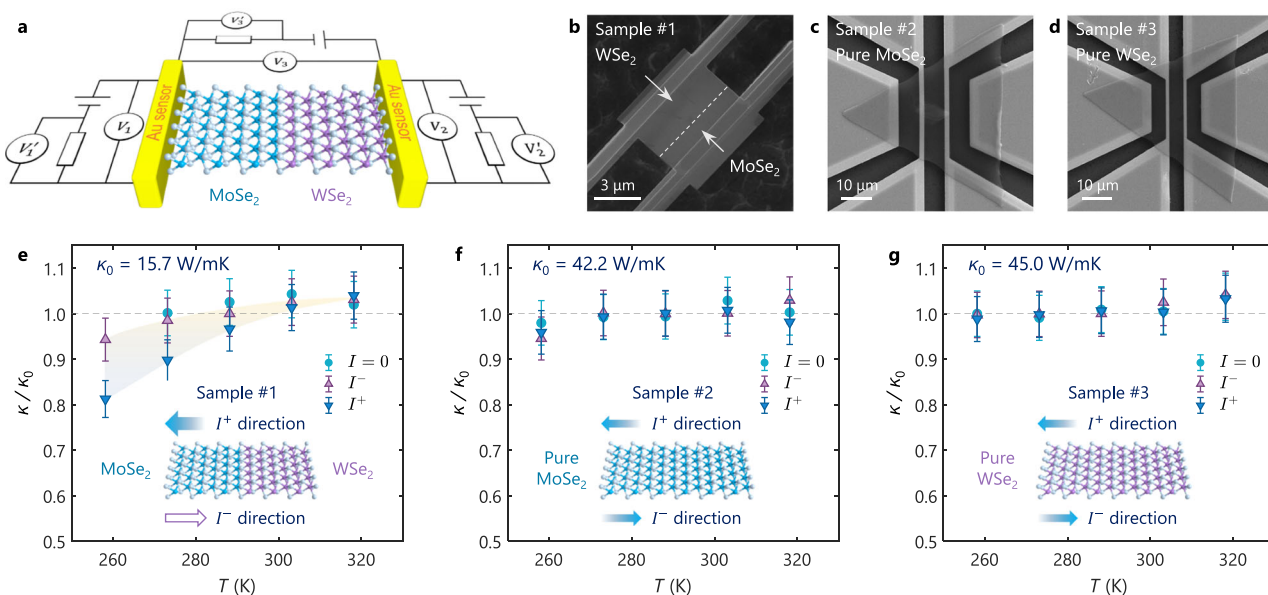 a
V₃′
V₃
Au sensor
Au sensor
V₁
V₁′
V₂
V₂′
MoSe₂
WSe₂
b
Sample #1
WSe₂
MoSe₂
3 μm
c
Sample #2
Pure MoSe₂
10 μm
d
Sample #3
Pure WSe₂
10 μm
e
κ₀ = 15.7 W/mK
κ / κ₀
1.1
1.0
0.9
0.8
0.7
0.6
0.5
I = 0
I⁻
I⁺
Sample #1
I⁺ direction
MoSe₂
WSe₂
I⁻ direction
260
280
300
320
T (K)
f
κ₀ = 42.2 W/mK
κ / κ₀
1.1
1.0
0.9
0.8
0.7
0.6
0.5
I = 0
I⁻
I⁺
Sample #2
I⁺ direction
Pure
MoSe₂
I⁻ direction
260
280
300
320
T (K)
g
κ₀ = 45.0 W/mK
κ / κ₀
1.1
1.0
0.9
0.8
0.7
0.6
0.5
I = 0
I⁻
I⁺
Sample #3
I⁺ direction
Pure
WSe₂
I⁻ direction
260
280
300
320
T (K)